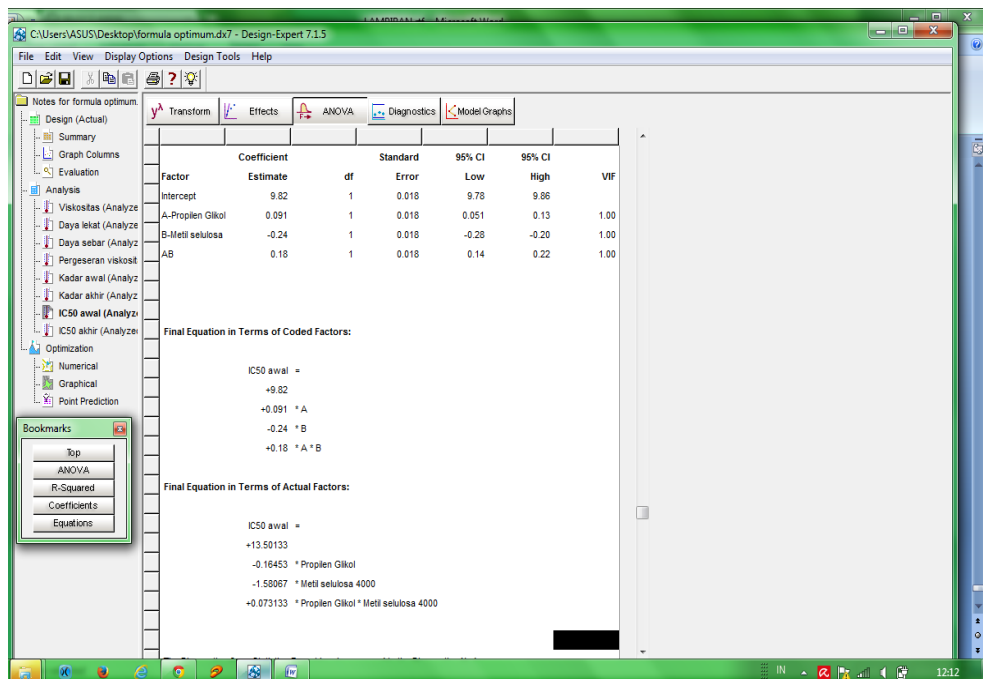 LAMPIRAN.rtf - Microsoft Word
C:\Users\ASUS\Desktop\formula optimum.dx7 - Design-Expert 7.1.5
File Edit View Display Options Design Tools Help
Notes for formula optimum.
Design (Actual)
Summary
Graph Columns
Evaluation
Analysis
Viskositas (Analyze
Daya lekat (Analyze
Daya sebar (Analyz
Pergeseran viskosit
Kadar awal (Analyz
Kadar akhir (Analyz
IC50 awal (Analyze
IC50 akhir (Analyzed
Optimization
Numerical
Graphical
Point Prediction
Bookmarks
Top
ANOVA
R-Squared
Coefficients
Equations
yλ Transform Effects ANOVA Diagnostics Model Graphs
Coefficient Standard 95% CI 95% CI
Factor Estimate df Error Low High VIF
Intercept 9.82 1 0.018 9.78 9.86
A-Propilen Glikol 0.091 1 0.018 0.051 0.13 1.00
B-Metil selulosa -0.24 1 0.018 -0.28 -0.20 1.00
AB 0.18 1 0.018 0.14 0.22 1.00
Final Equation in Terms of Coded Factors:
IC50 awal =
+9.82
+0.091 * A
-0.24 * B
+0.18 * A * B
Final Equation in Terms of Actual Factors:
IC50 awal =
+13.50133
-0.16453 * Propilen Glikol
-1.58067 * Metil selulosa 4000
+0.073133 * Propilen Glikol * Metil selulosa 4000
IN 12:12